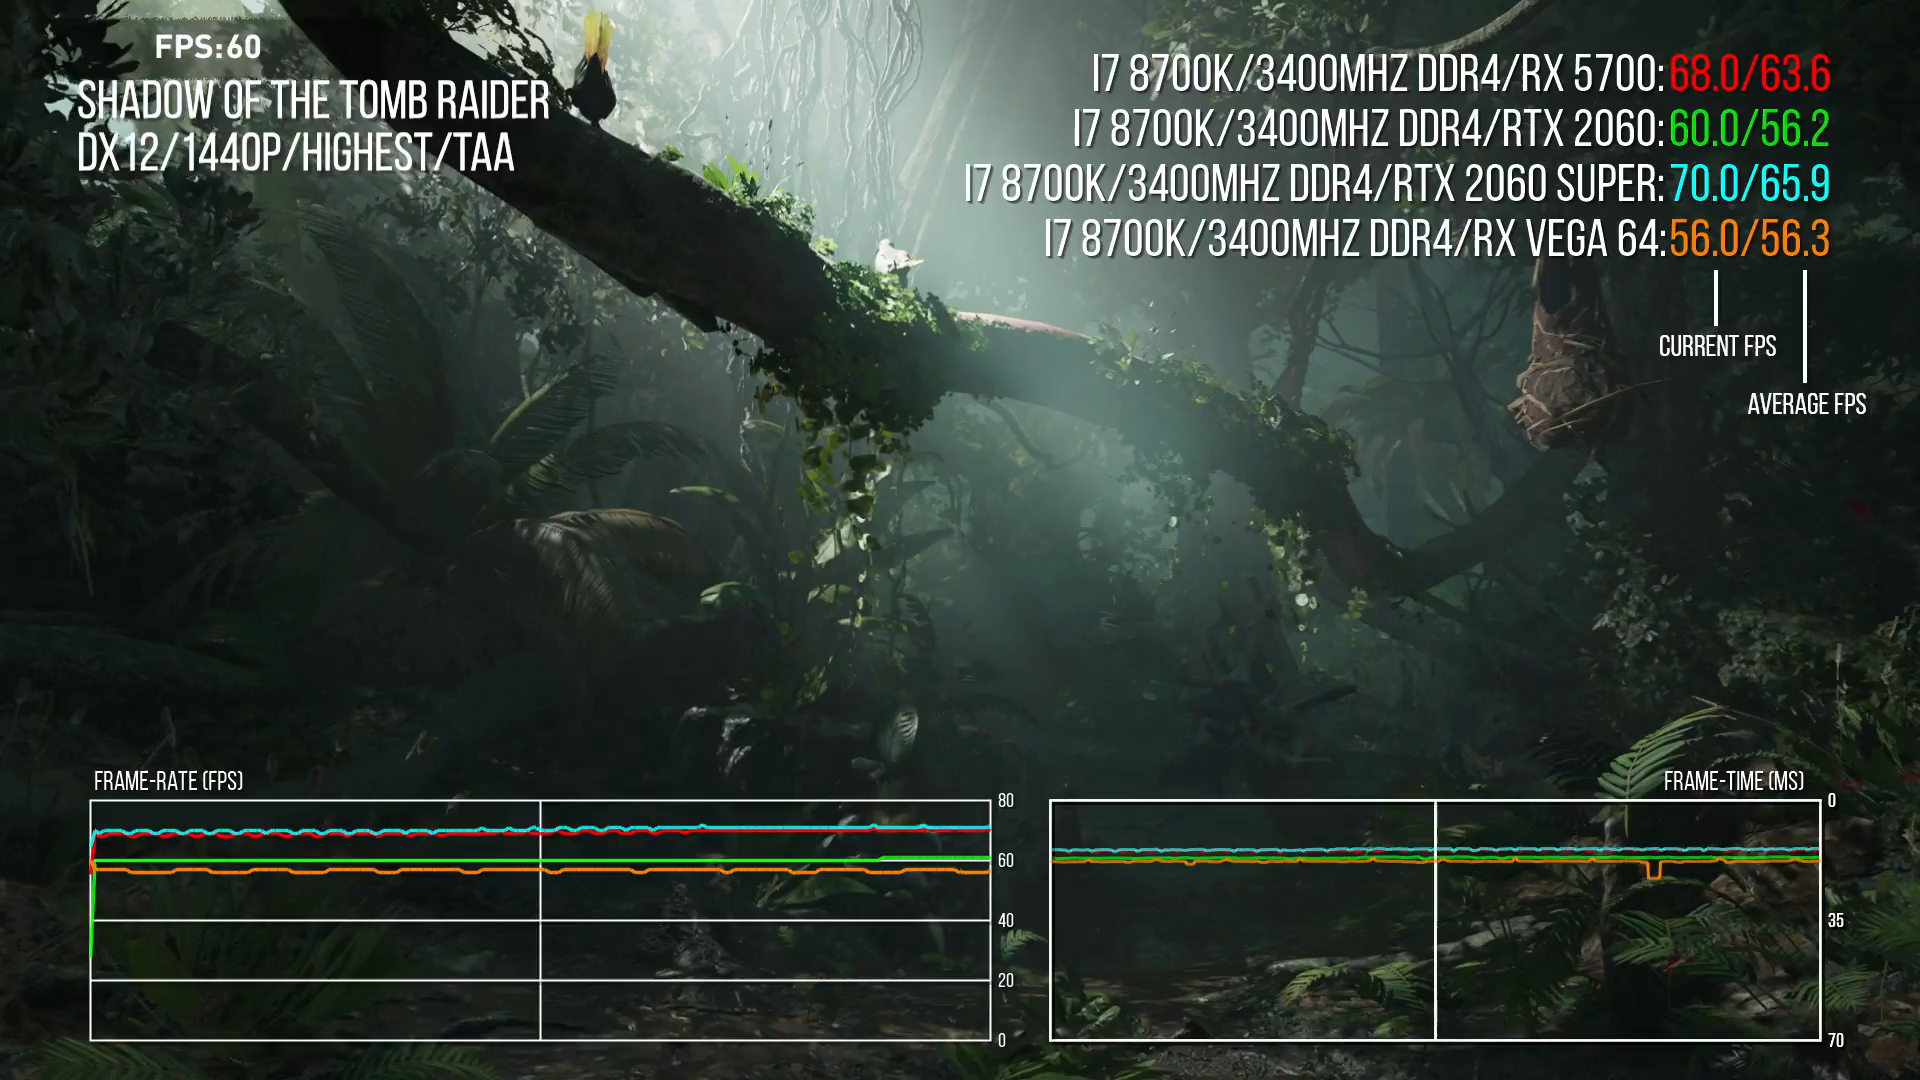 FPS:60
SHADOW OF THE TOMB RAIDER
DX12/1440P/HIGHEST/TAA
I7 8700K/3400MHZ DDR4/RX 5700:68.0/63.6
I7 8700K/3400MHZ DDR4/RTX 2060:60.0/56.2
I7 8700K/3400MHZ DDR4/RTX 2060 SUPER:70.0/65.9
I7 8700K/3400MHZ DDR4/RX VEGA 64:56.0/56.3
CURRENT FPS
AVERAGE FPS
FRAME-RATE (FPS)
80
60
40
20
0
FRAME-TIME (MS)
0
35
70